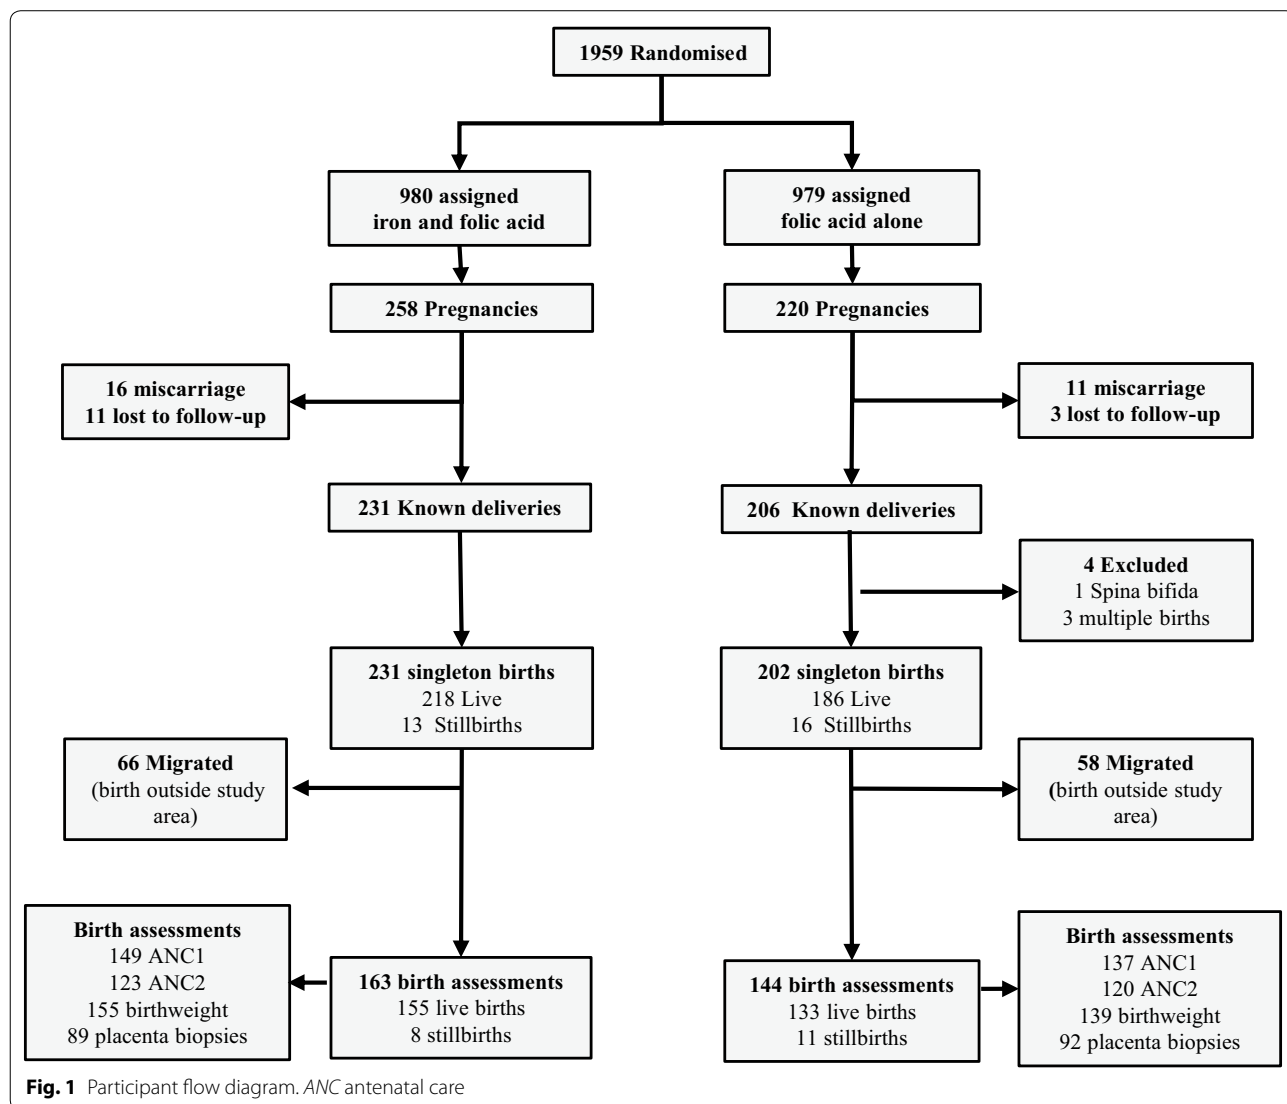 1959 Randomised
980 assigned
iron and folic acid
979 assigned
folic acid alone
258 Pregnancies
220 Pregnancies
16 miscarriage
11 lost to follow-up
11 miscarriage
3 lost to follow-up
231 Known deliveries
206 Known deliveries
4 Excluded
1 Spina bifida
3 multiple births
231 singleton births
218 Live
13 Stillbirths
202 singleton births
186 Live
16 Stillbirths
66 Migrated
(birth outside study
area)
58 Migrated
(birth outside study
area)
Birth assessments
149 ANC1
123 ANC2
155 birthweight
89 placenta biopsies
163 birth assessments
155 live births
8 stillbirths
144 birth assessments
133 live births
11 stillbirths
Birth assessments
137 ANC1
120 ANC2
139 birthweight
92 placenta biopsies
Fig. 1 Participant flow diagram. ANC antenatal care